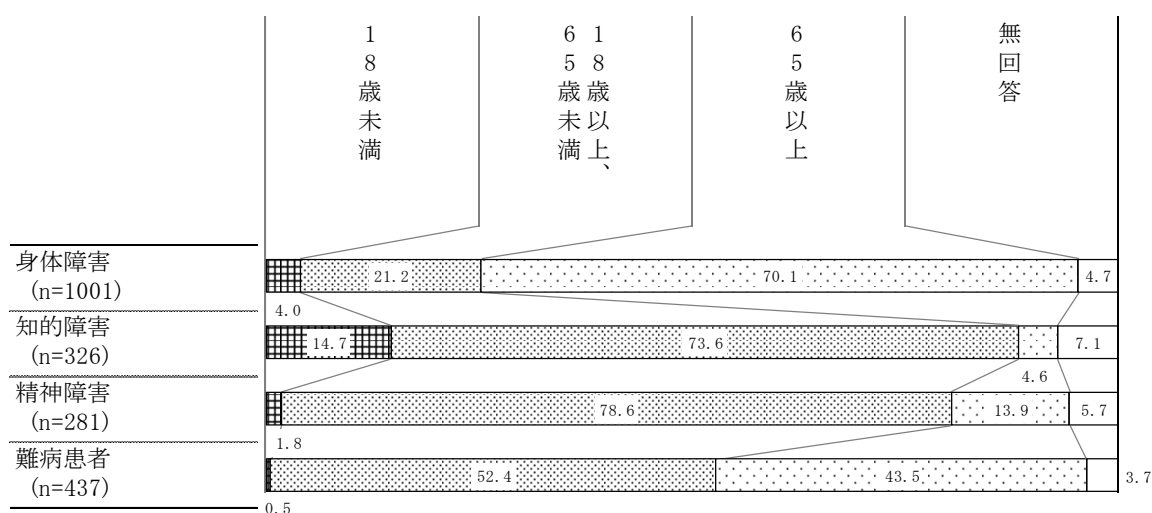 18歳未満
18歳以上、
65歳未満
65歳以上
無回答
身体障害
(n=1001)
21.2
70.1
4.7
4.0
知的障害
(n=326)
14.7
73.6
7.1
4.6
精神障害
(n=281)
78.6
13.9
5.7
1.8
難病患者
(n=437)
52.4
43.5
3.7
0.5